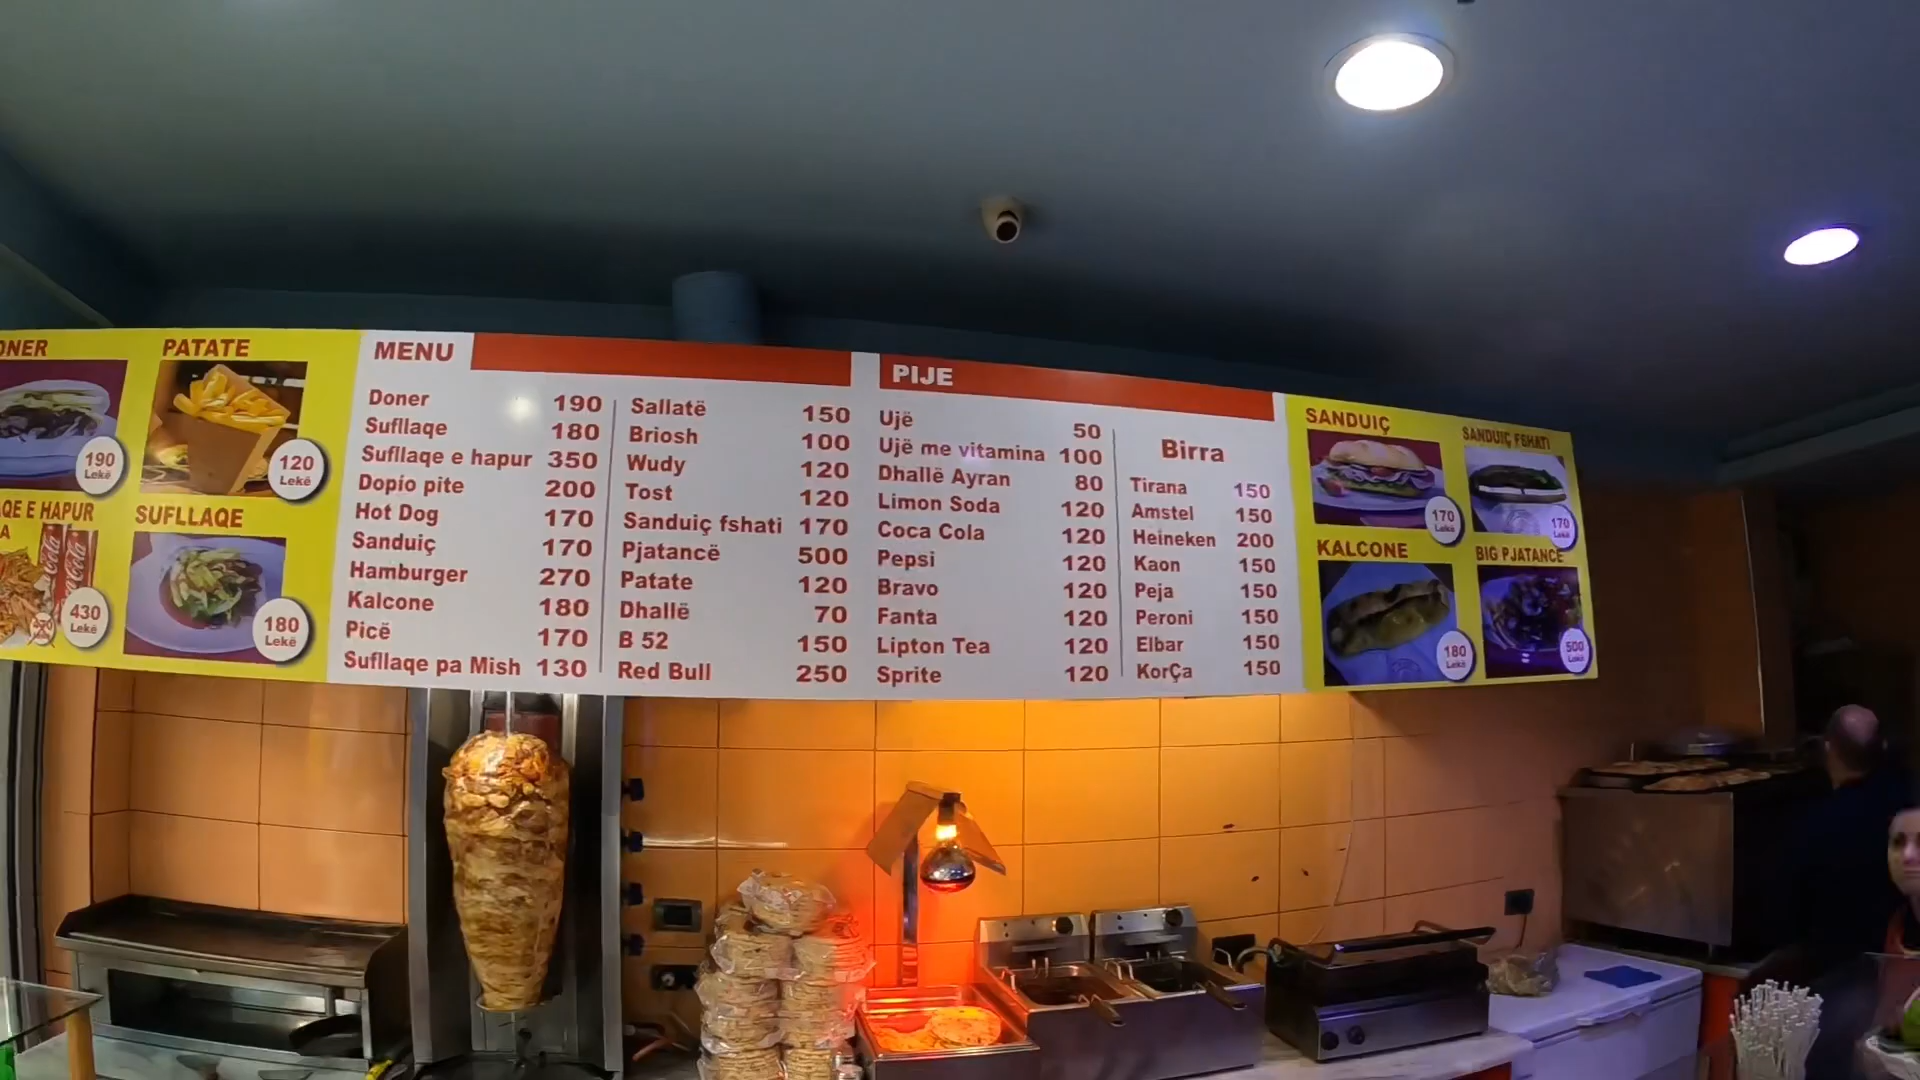 ONER
190
Lekë
PATATE
120
Lekë
QE E HAPUR
A
Coca-Cola
430
Lekë
SUFLLAQE
180
Lekë
MENU
Doner 190
Sufllaqe 180
Sufllaqe e hapur 350
Dopio pite 200
Hot Dog 170
Sanduiç 170
Hamburger 270
Kalcone 180
Picë 170
Sufllaqe pa Mish 130
Sallatë 150
Briosh 100
Wudy 120
Tost 120
Sanduiç fshati 170
Pjatancë 500
Patate 120
Dhallë 70
B 52 150
Red Bull 250
PIJE
Ujë 50
Ujë me vitamina 100
Dhallë Ayran 80
Limon Soda 120
Coca Cola 120
Pepsi 120
Bravo 120
Fanta 120
Lipton Tea 120
Sprite 120
Birra
Tirana 150
Amstel 150
Heineken 200
Kaon 150
Peja 150
Peroni 150
Elbar 150
KorÇa 150
SANDUIÇ
170
Lekë
SANDUIÇ FSHATI
170
Lekë
KALCONE
180
Lekë
BIG PJATANCË
500
Lekë